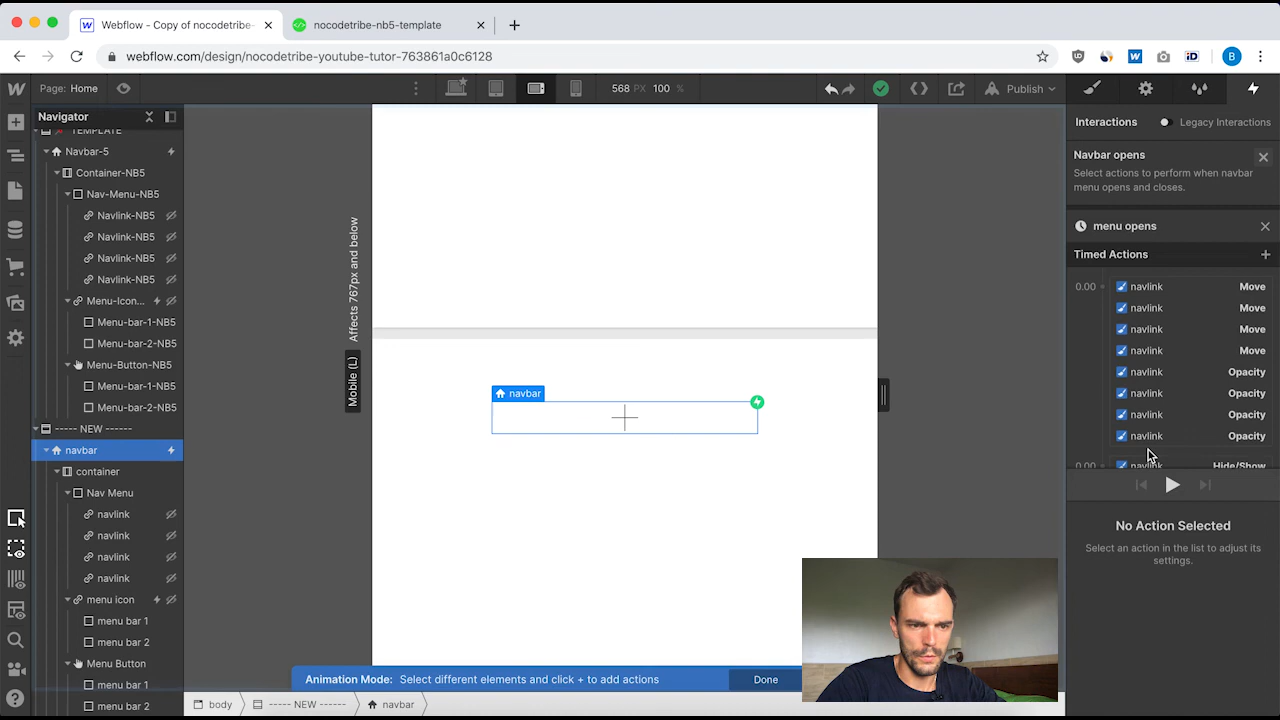 Webflow - Copy of nocodetribe-
nocodetribe-nb5-template
webflow.com/design/nocodetribe-youtube-tutor-763861a0c6128
B
Page: Home
568 PX 100 %
Publish
Navigator
TEMPLATE
Navbar-5
Container-NB5
Nav-Menu-NB5
Navlink-NB5
Navlink-NB5
Navlink-NB5
Navlink-NB5
Menu-Icon...
Menu-bar-1-NB5
Menu-bar-2-NB5
Menu-Button-NB5
Menu-bar-1-NB5
Menu-bar-2-NB5
----- NEW ------
navbar
container
Nav Menu
navlink
navlink
navlink
navlink
menu icon
menu bar 1
menu bar 2
Menu Button
menu bar 1
menu bar 2
Affects 767px and below
Mobile (L)
navbar
Animation Mode: Select different elements and click + to add actions
Done
body
----- NEW ------
navbar
Interactions
Legacy Interactions
Navbar opens
Select actions to perform when navbar
menu opens and closes.
menu opens
Timed Actions
0.00 navlink Move
navlink Move
navlink Move
navlink Move
navlink Opacity
navlink Opacity
navlink Opacity
navlink Opacity
0.00 navlink Hide/Show
No Action Selected
Select an action in the list to adjust its
settings.